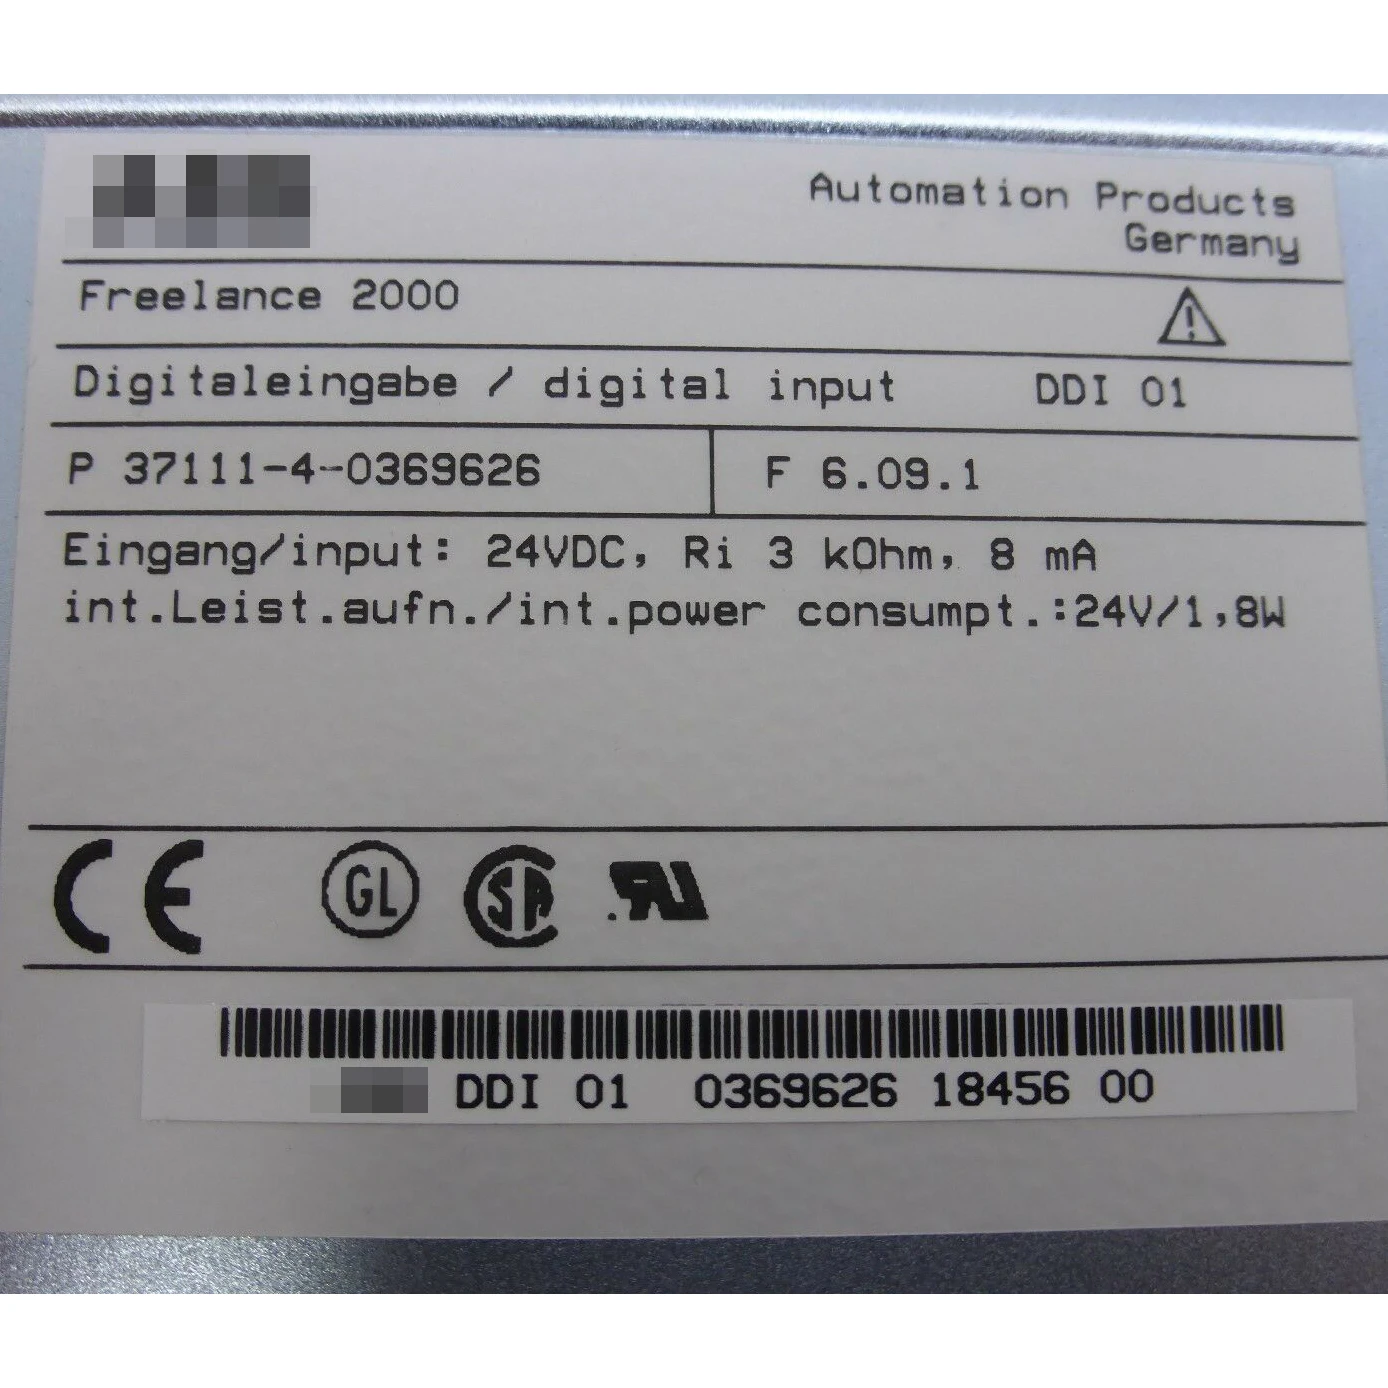 Automation Products
Germany
Freelance 2000
Digitaleingabe / digital input DDI 01
P 37111-4-0369626 F 6.09.1
Eingang/input: 24VDC, Ri 3 kOhm, 8 mA
int.Leist.aufn./int.power consumpt.:24V/1,8W
CE GL SA RU
DDI 01 0369626 18456 00